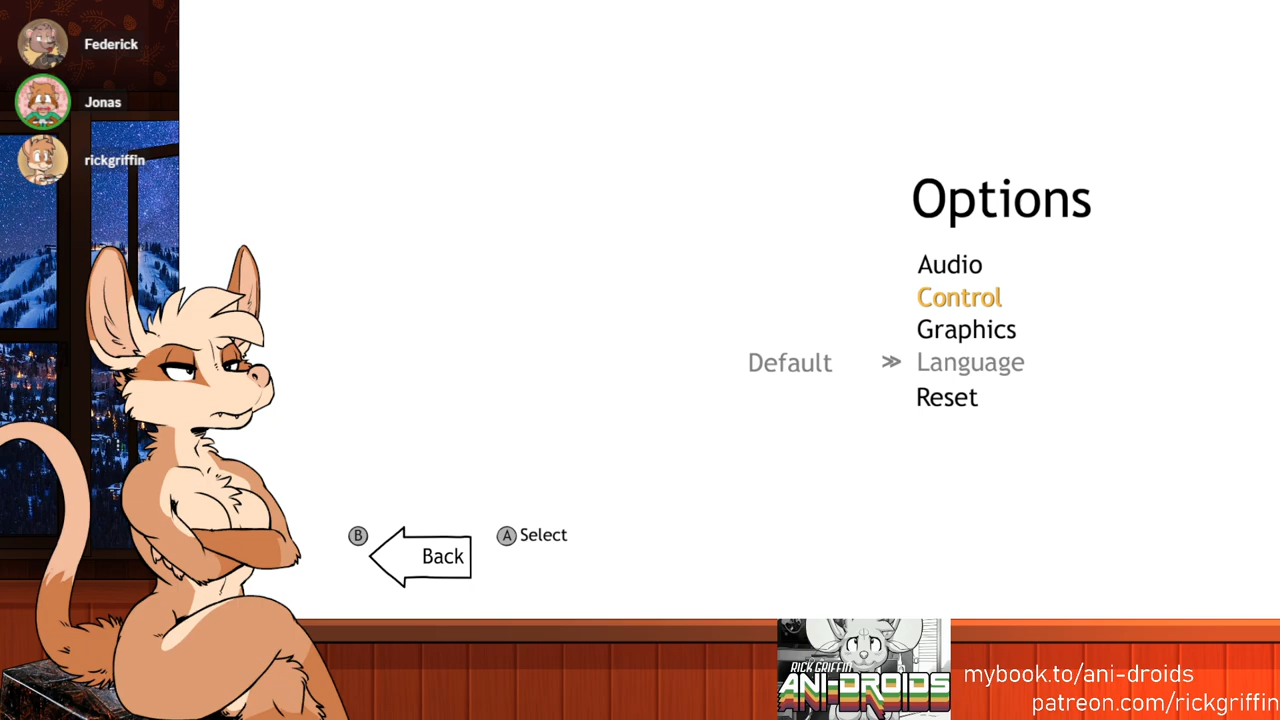 Federick
Jonas
rickgriffin
Options
Audio
Control
Graphics
Default >> Language
Reset
B Back
A Select
RICK GRIFFIN
ANI-DROIDS
mybook.to/ani-droids
patreon.com/rickgriffin